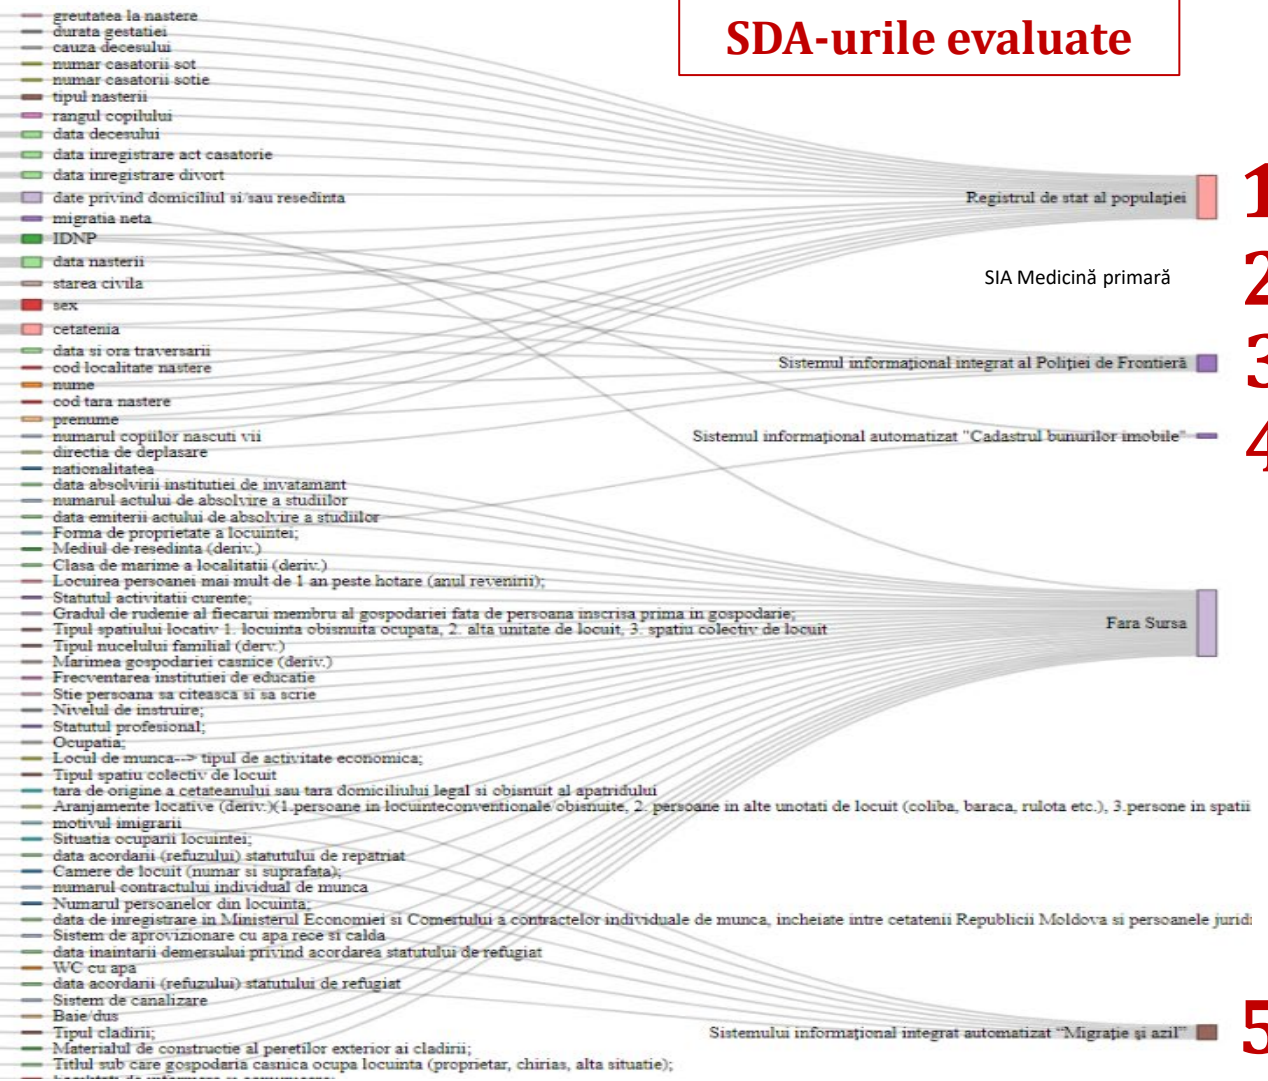 SDA-urile evaluate
greutatea la nastere
durata gestatiei
cauza decesului
numar casatorii sot
numar casatorii sotie
tipul nasterii
rangul copilului
data decesului
data inregistrare act casatorie
data inregistrare divort
date privind domiciliul si/sau resedinta
migratia neta
IDNP
data nasterii
starea civila
sex
cetatenia
data si ora traversarii
cod localitate nastere
nume
cod tara nastere
prenume
numarul copiilor nascuti vii
directia de deplasare
nationalitatea
data absolvirii institutiei de invatamant
numarul actului de absolvire a studiilor
data emiterii actului de absolvire a studiilor
Forma de proprietate a locuintei;
Mediul de resedinta (deriv.)
Clasa de marime a localitatii (deriv.)
Locuirea persoanei mai mult de 1 an peste hotare (anul revenirii);
Statutul activitatii curente;
Gradul de rudenie al fiecarui membru al gospodariei fata de persoana inscrisa prima in gospodarie;
Tipul spatiului locativ 1. locuinta obisnuita ocupata, 2. alta unitate de locuit, 3. spatiu colectiv de locuit
Tipul nucelului familial (derv.)
Marimea gospodariei casnice (deriv.)
Frecventarea institutiei de educatie
Stie persoana sa citeasca si sa scrie
Nivelul de instruire;
Statutul profesional;
Ocupatia;
Locul de munca--> tipul de activitate economica;
Tipul spatiu colectiv de locuit
tara de origine a cetateanului sau tara domiciliului legal si obisnuit al apatridului
Aranjamente locative (deriv.)(1.persoane in locuinteconventionale/obisnuite, 2. persoane in alte unotati de locuit (coliba, baraca, rulota etc.), 3.persone in spatii
motivul imigrarii
Situatia ocuparii locuintei;
data acordarii (refuzului) statutului de repatriat
Camere de locuit (numar si suprafata);
numarul contractului individual de munca
Numarul persoanelor din locuinta;
data de inregistrare in Ministerul Economiei si Comertului a contractelor individuale de munca, incheiate intre cetatenii Republicii Moldova si persoanele juridi
Sistem de aprovizionare cu apa rece si calda
data inaintarii demersului privind acordarea statutului de refugiat
WC cu apa
data acordarii (refuzului) statutului de refugiat
Sistem de canalizare
Baie/dus
Tipul cladirii;
Materialul de constructie al peretilor exterior ai cladirii;
Titlul sub care gospodaria casnica ocupa locuinta (proprietar, chirias, alta situatie);
Registrul de stat al populației 1
SIA Medicină primară 2
Sistemul informațional integrat al Poliției de Frontieră 3
Sistemul informațional automatizat "Cadastrul bunurilor imobile" 4
Fara Sursa
Sistemului informațional integrat automatizat “Migrație și azil” 5